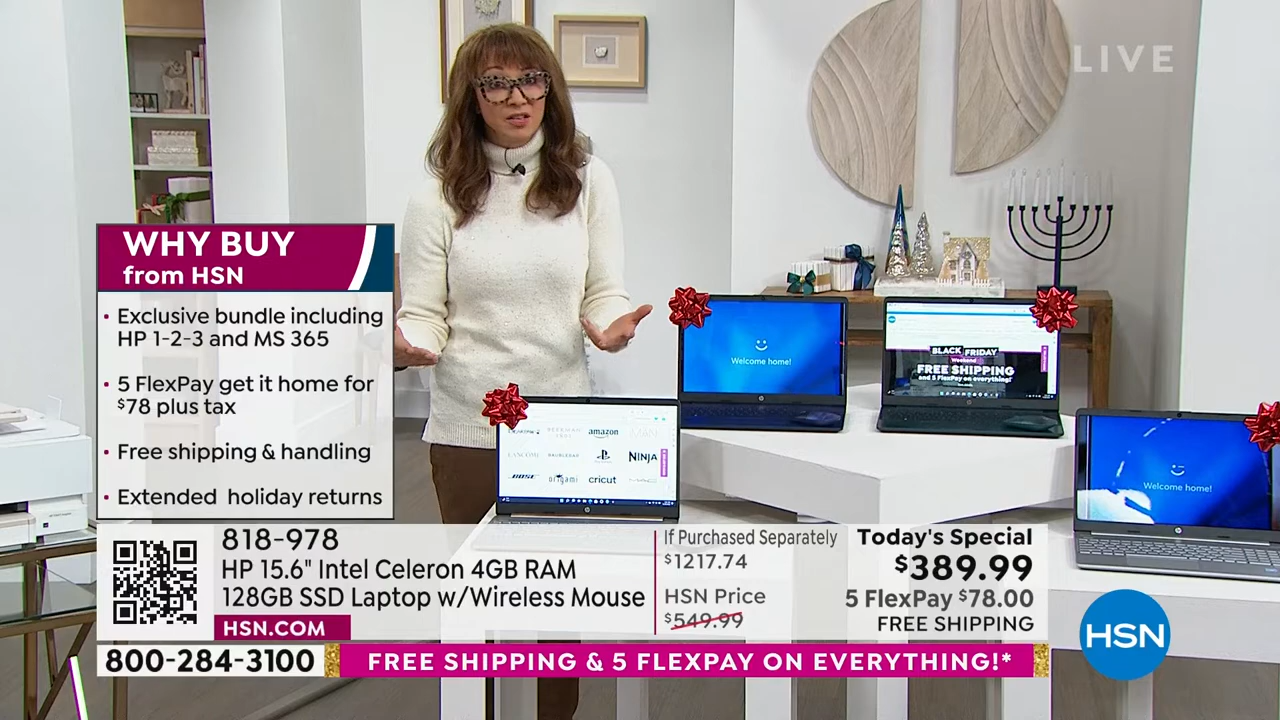 LIVE
WHY BUY
from HSN
• Exclusive bundle including
HP 1-2-3 and MS 365
• 5 FlexPay get it home for
$78 plus tax
• Free shipping & handling
• Extended holiday returns
Welcome home!
BLACK FRIDAY
Weekend
FREE SHIPPING
and 5 FlexPay on everything!
amazon
NINJA
BOSE
origami
cricut
Welcome home!
818-978
HP 15.6" Intel Celeron 4GB RAM
128GB SSD Laptop w/Wireless Mouse
HSN.COM
If Purchased Separately
$1217.74
HSN Price
$549.99
Today's Special
$389.99
5 FlexPay $78.00
FREE SHIPPING
HSN
800-284-3100
FREE SHIPPING & 5 FLEXPAY ON EVERYTHING!*